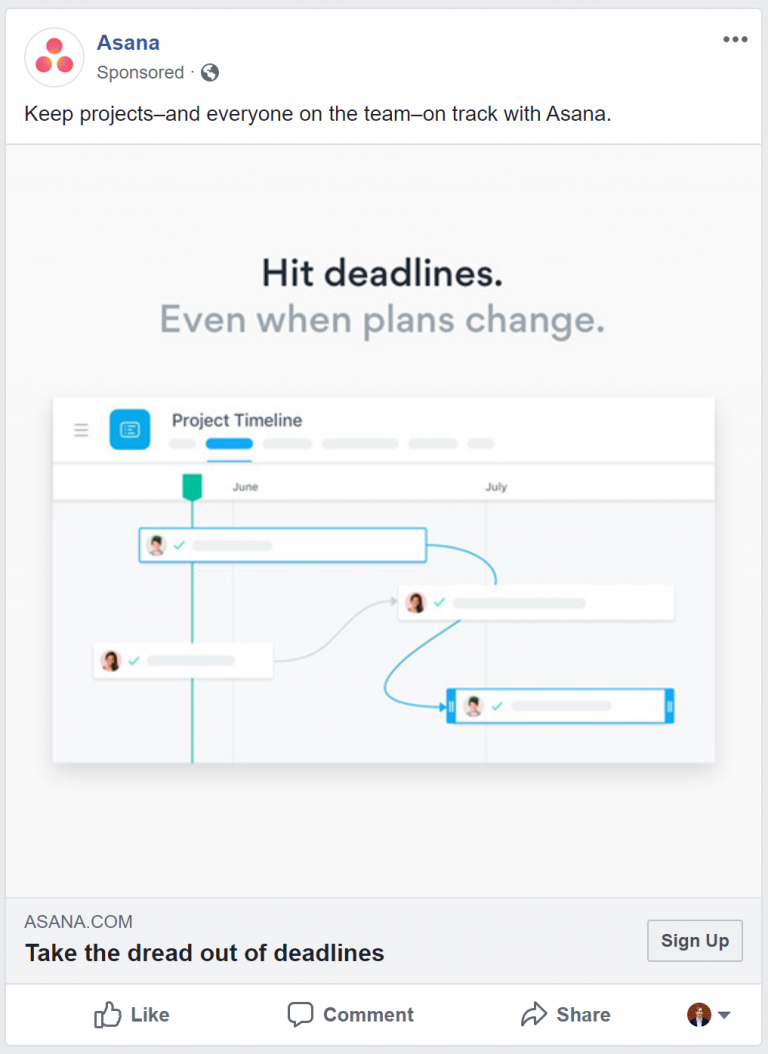 Asana
Sponsored ·
Keep projects–and everyone on the team–on track with Asana.
Hit deadlines.
Even when plans change.
Project Timeline
June
July
ASANA.COM
Take the dread out of deadlines
Sign Up
Like
Comment
Share